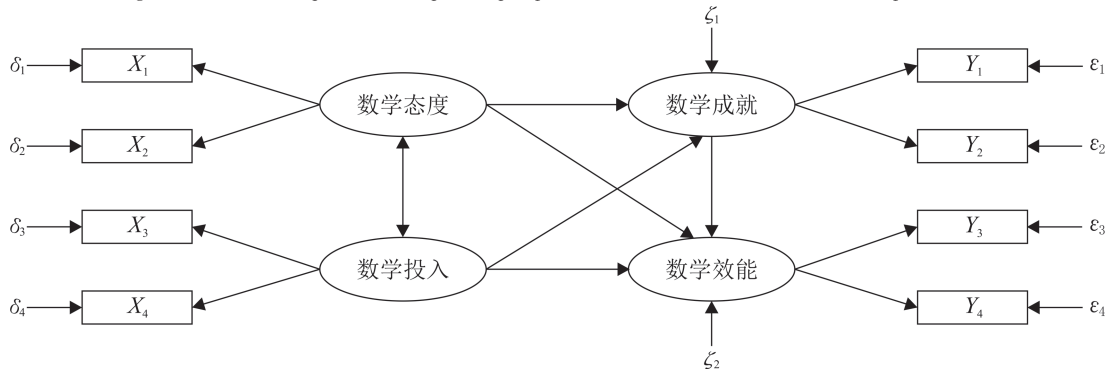 ζ₁
δ₁ X₁ 数学态度 数学成就 Y₁ ε₁
δ₂ X₂ Y₂ ε₂
δ₃ X₃ Y₃ ε₃
数学投入 数学效能
δ₄ X₄ Y₄ ε₄
ζ₂